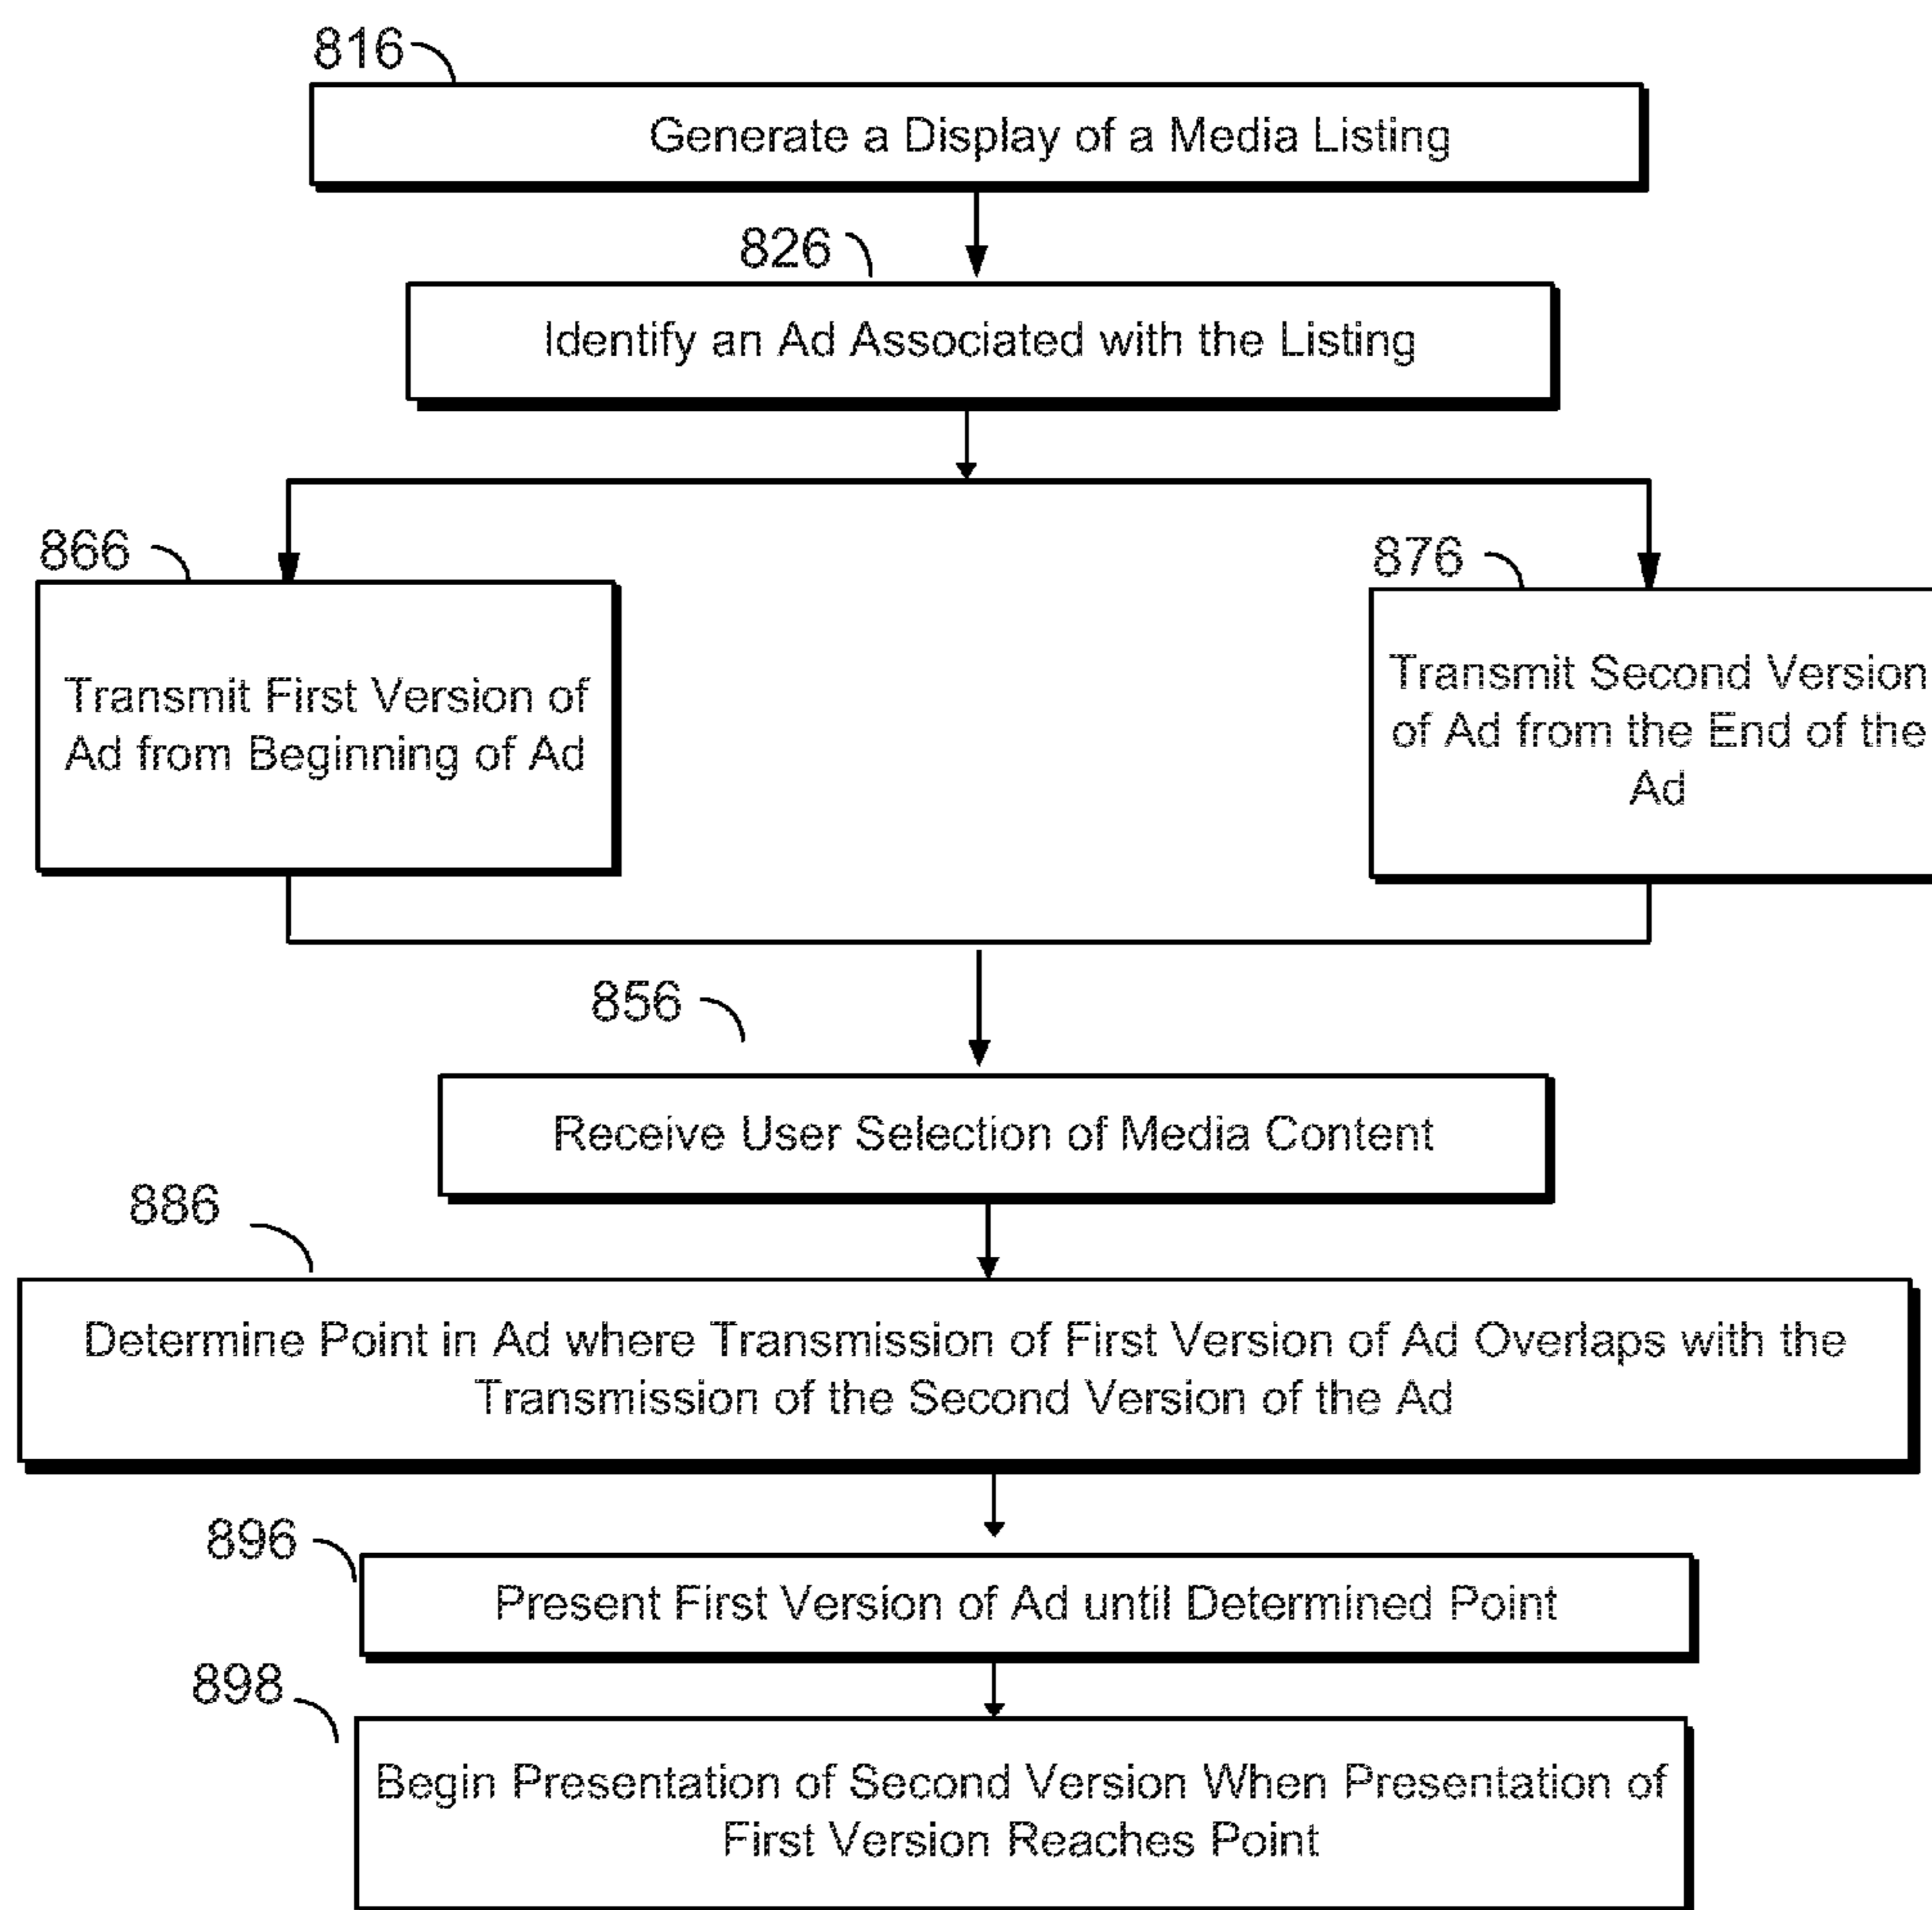 816
Generate a Display of a Media Listing
826
Identify an Ad Associated with the Listing
866
Transmit First Version of
Ad from Beginning of Ad
876
Transmit Second Version
of Ad from the End of the
Ad
856
Receive User Selection of Media Content
886
Determine Point in Ad where Transmission of First Version of Ad Overlaps with the
Transmission of the Second Version of the Ad
896
Present First Version of Ad until Determined Point
898
Begin Presentation of Second Version When Presentation of
First Version Reaches Point